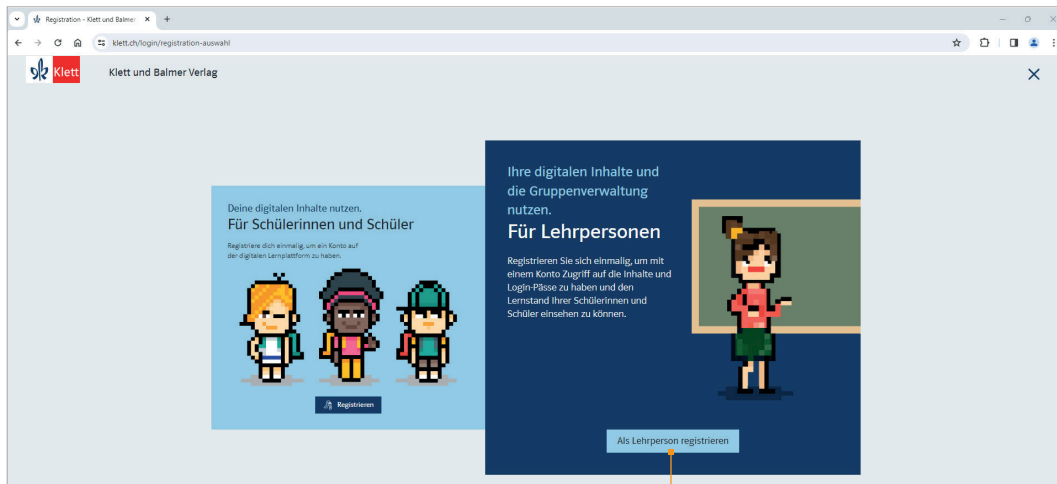 Registration - Klett und Balmer
klett.ch/login/registration-auswahl
Klett
Klett und Balmer Verlag
Deine digitalen Inhalte nutzen.
Für Schülerinnen und Schüler
Registriere dich einmalig, um ein Konto auf
der digitalen Lernplattform zu haben.
Registrieren
Ihre digitalen Inhalte und
die Gruppenverwaltung
nutzen.
Für Lehrpersonen
Registrieren Sie sich einmalig, um mit
einem Konto Zugriff auf die Inhalte und
Login-Pässe zu haben und den
Lernstand Ihrer Schülerinnen und
Schüler einsehen zu können.
Als Lehrperson registrieren